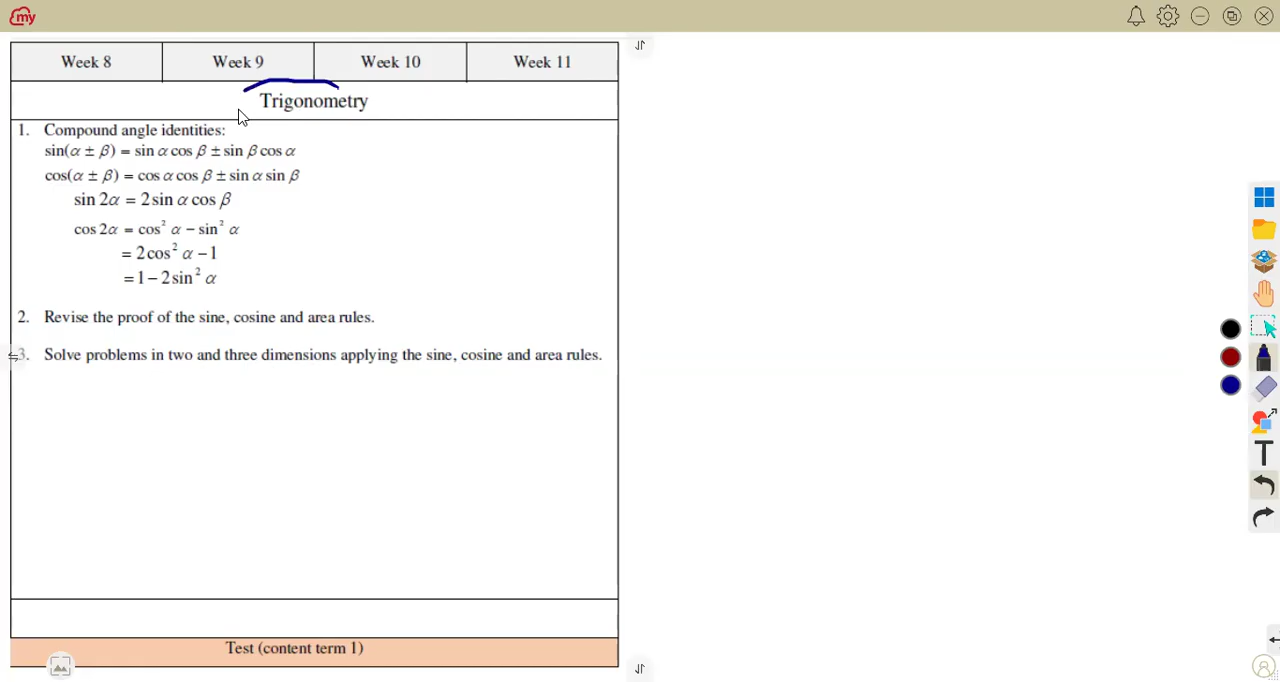 my
Week 8 Week 9 Week 10 Week 11
Trigonometry
1. Compound angle identities:
sin(α ± β) = sin α cos β ± sin β cos α
cos(α ± β) = cos α cos β ± sin α sin β
sin 2α = 2sin α cos β
cos 2α = cos² α − sin² α
= 2cos² α − 1
= 1 − 2sin² α
2. Revise the proof of the sine, cosine and area rules.
3. Solve problems in two and three dimensions applying the sine, cosine and area rules.
Test (content term 1)